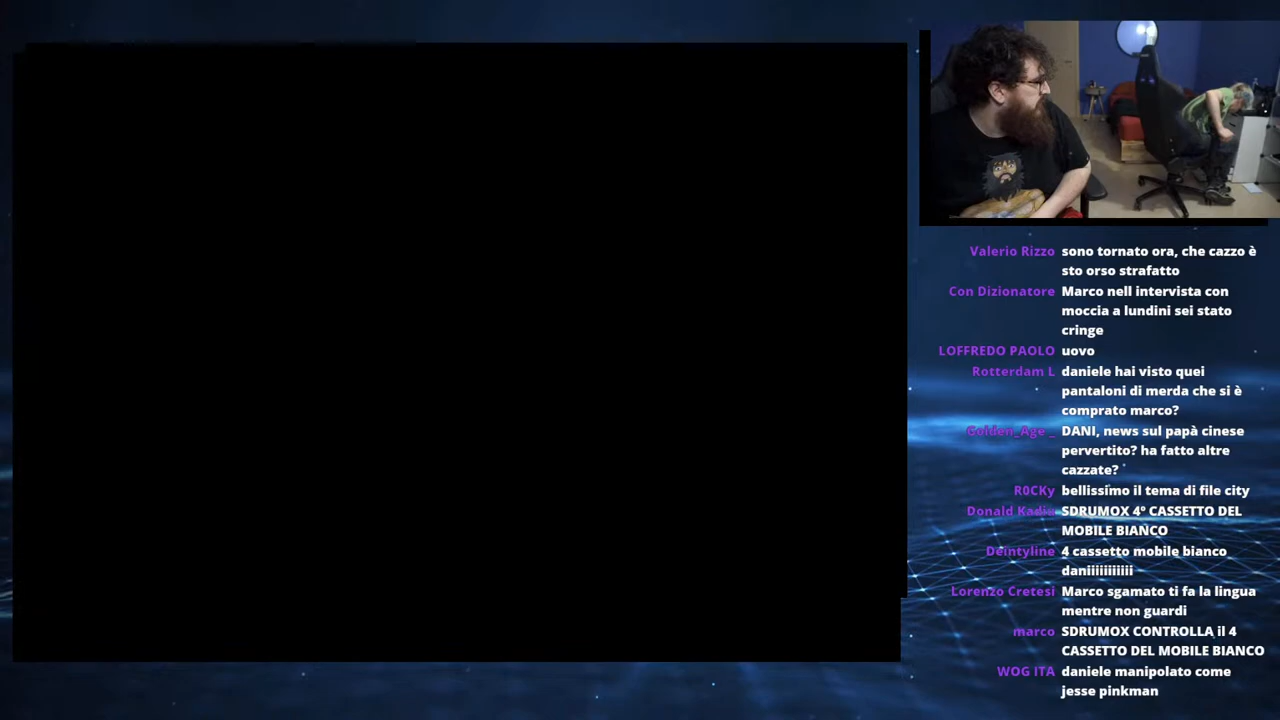 Valerio Rizzo sono tornato ora, che cazzo è
sto orso strafatto
Con Dizionatore Marco nell intervista con
moccia a lundini sei stato
cringe
LOFFREDO PAOLO uovo
Rotterdam L daniele hai visto quei
pantaloni di merda che si è
comprato marco?
Golden_Age _ DANI, news sul papà cinese
pervertito? ha fatto altre
cazzate?
R0CKy bellissimo il tema di file city
Donald Kadiu SDRUMOX 4° CASSETTO DEL
MOBILE BIANCO
Deintyline 4 cassetto mobile bianco
daniiiiiiiiiii
Lorenzo Cretesi Marco sgamato ti fa la lingua
mentre non guardi
marco SDRUMOX CONTROLLA il 4
CASSETTO DEL MOBILE BIANCO
WOG ITA daniele manipolato come
jesse pinkman